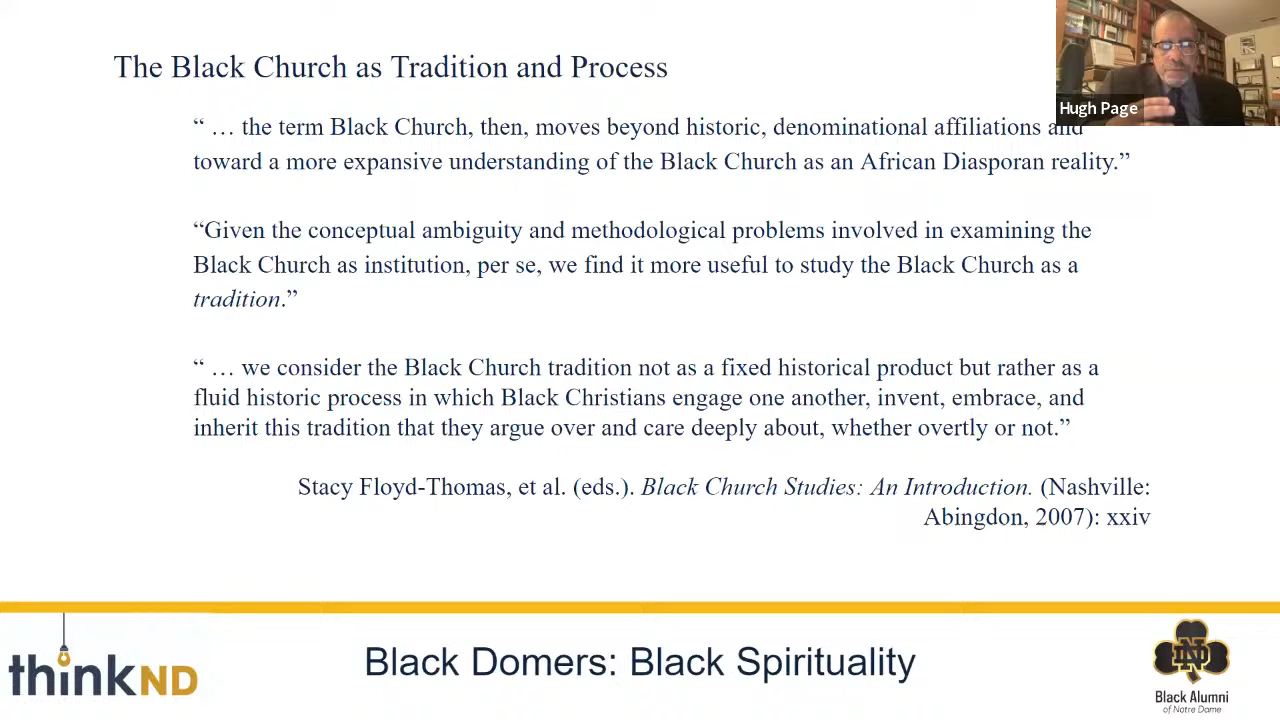 The Black Church as Tradition and Process
Hugh Page
“ … the term Black Church, then, moves beyond historic, denominational affiliations and
toward a more expansive understanding of the Black Church as an African Diasporan reality.”
“Given the conceptual ambiguity and methodological problems involved in examining the
Black Church as institution, per se, we find it more useful to study the Black Church as a
tradition.”
“ … we consider the Black Church tradition not as a fixed historical product but rather as a
fluid historic process in which Black Christians engage one another, invent, embrace, and
inherit this tradition that they argue over and care deeply about, whether overtly or not.”
Stacy Floyd-Thomas, et al. (eds.). Black Church Studies: An Introduction. (Nashville:
Abingdon, 2007): xxiv
thinkND
Black Domers: Black Spirituality
ND
Black Alumni
of Notre Dame